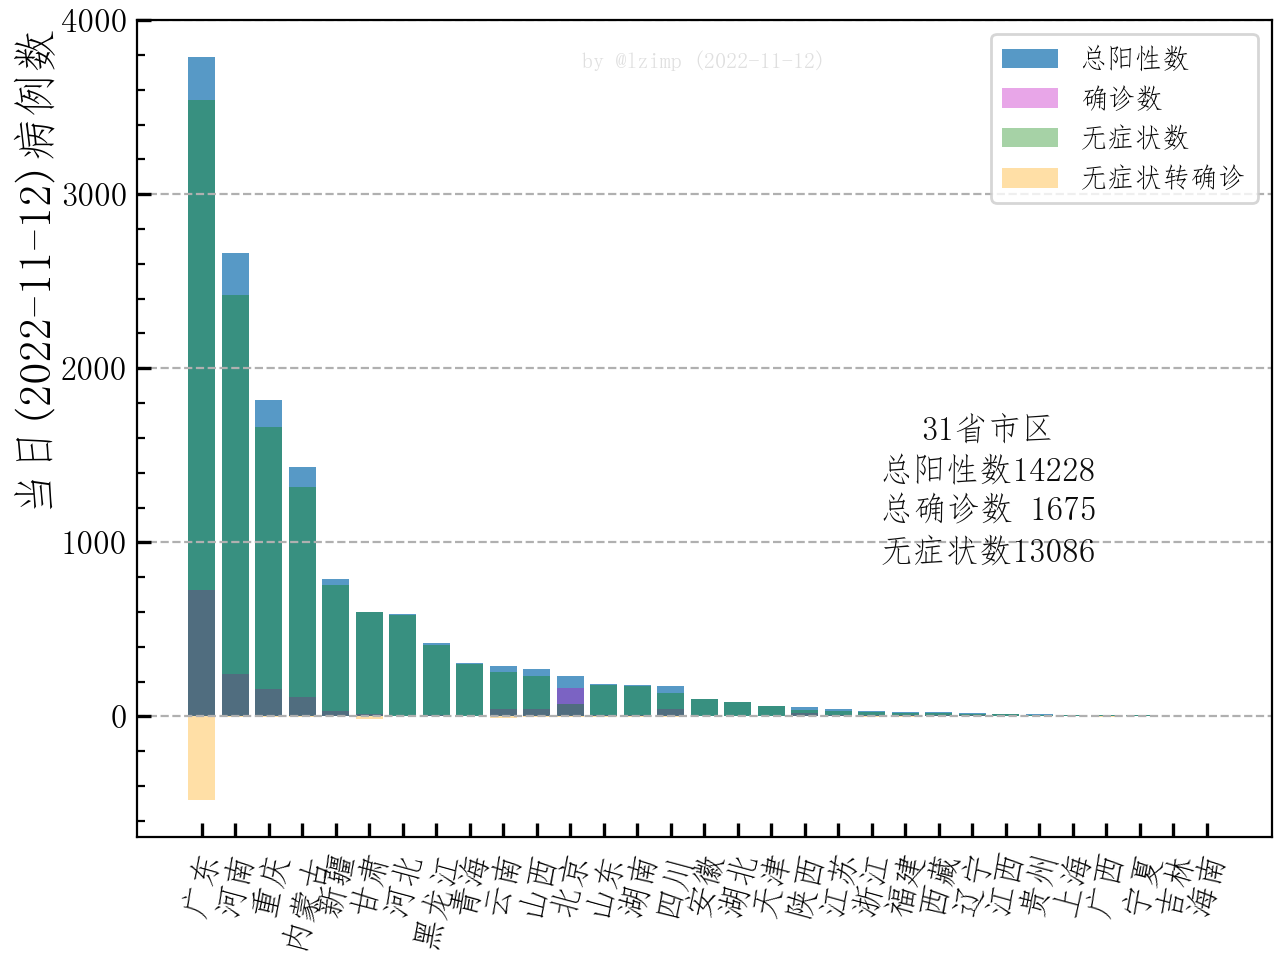 当日(2022-11-12)病例数
4000
3000
2000
1000
0
by @lzimp (2022-11-12)
总阳性数
确诊数
无症状数
无症状转确诊
31省市区
总阳性数14228
总确诊数 1675
无症状数13086
广东
河南
重庆
内蒙古
新疆
甘肃
河北
黑龙江
青海
云南
山西
北京
山东
湖南
四川
安徽
湖北
天津
陕西
江苏
浙江
福建
西藏
辽宁
江西
贵州
上海
广西
宁夏
吉林
海南